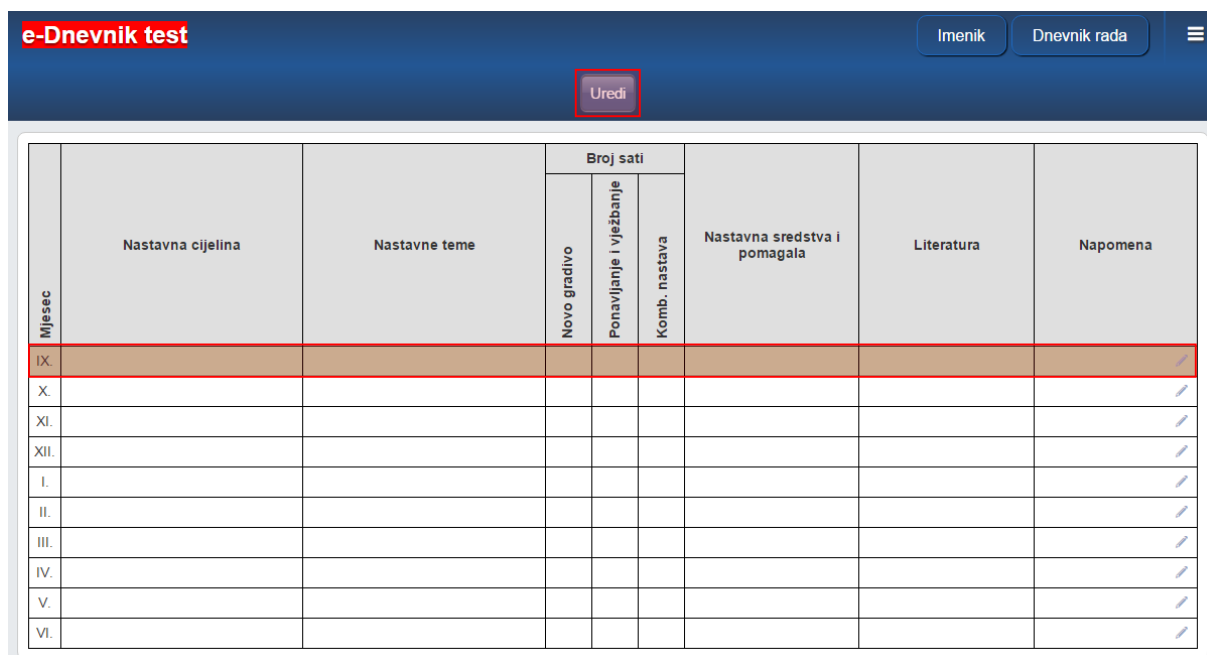 e-Dnevnik test
Imenik
Dnevnik rada
Uredi
Mjesec
Nastavna cijelina
Nastavne teme
Broj sati
Novo gradivo
Ponavljanje i vježbanje
Komb. nastava
Nastavna sredstva i
pomagala
Literatura
Napomena
IX.
X.
XI.
XII.
I.
II.
III.
IV.
V.
VI.